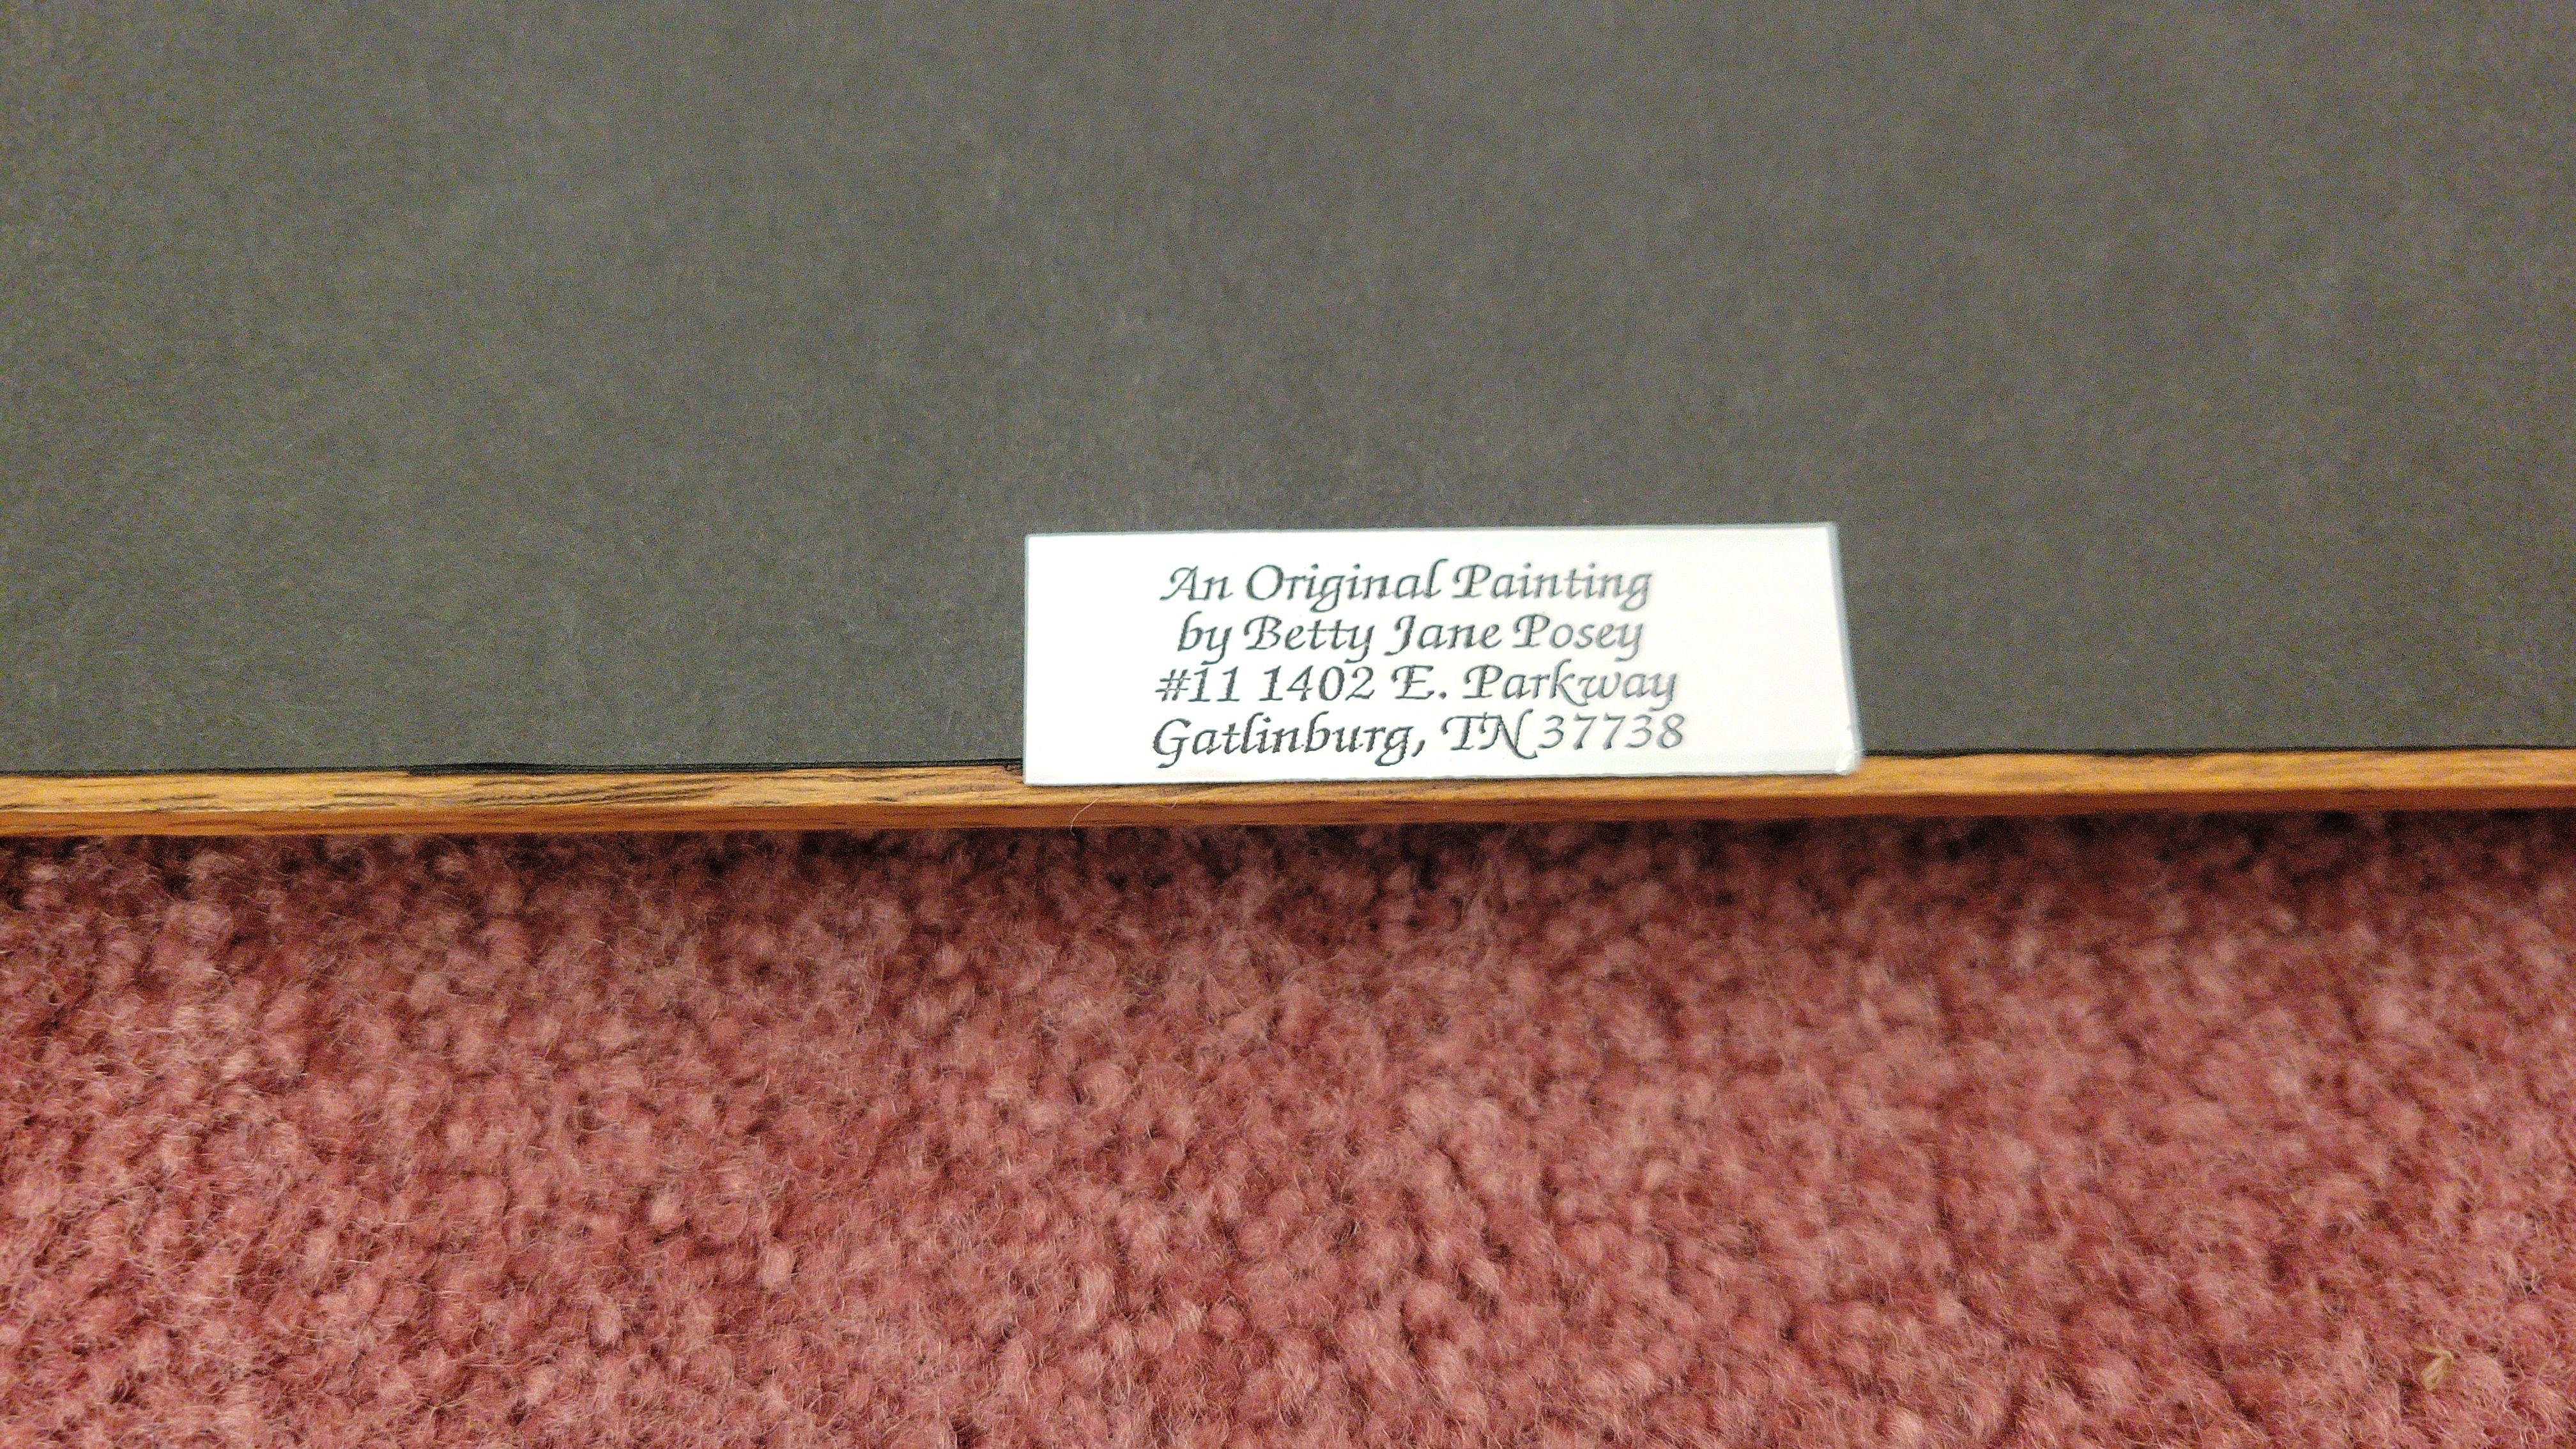 An Original Painting
by Betty Jane Posey
#11 1402 E. Parkway
Gatlinburg, TN 37738